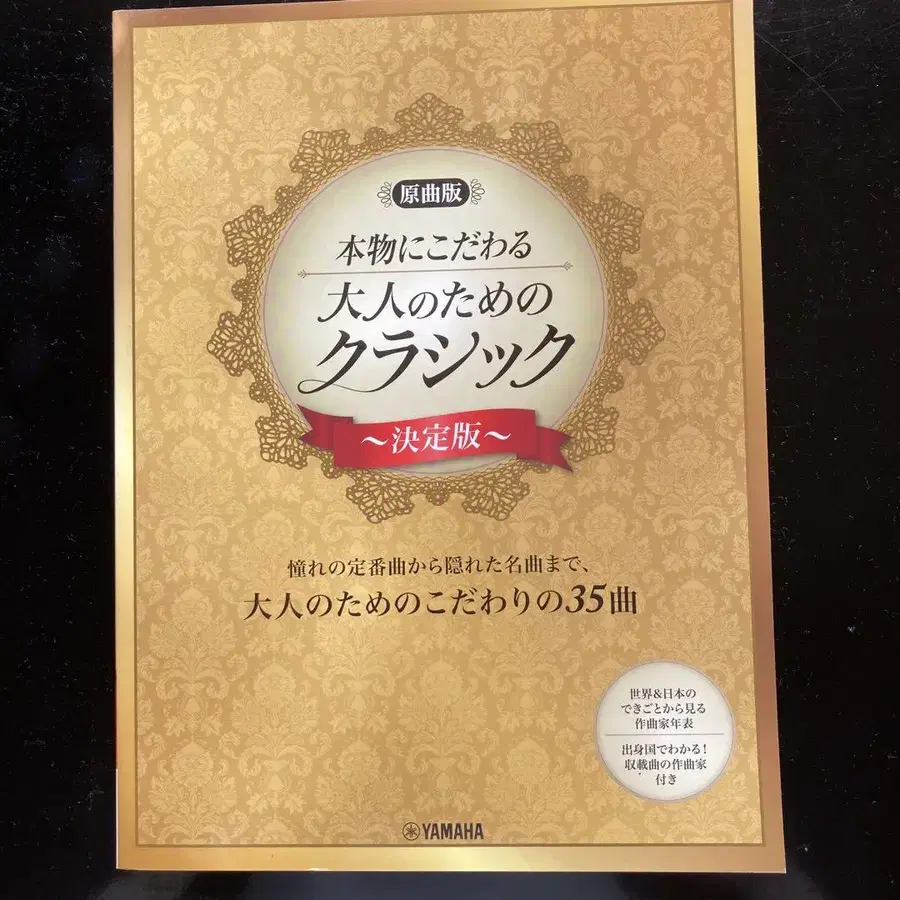 原曲版
本物にこだわる
大人のための
クラシック
〜決定版〜
憧れの定番曲から隠れた名曲まで、
大人のためのこだわりの35曲
世界&日本の
できごとから見る
作曲家年表
出身国でわかる!
収載曲の作曲家
付き
YAMAHA